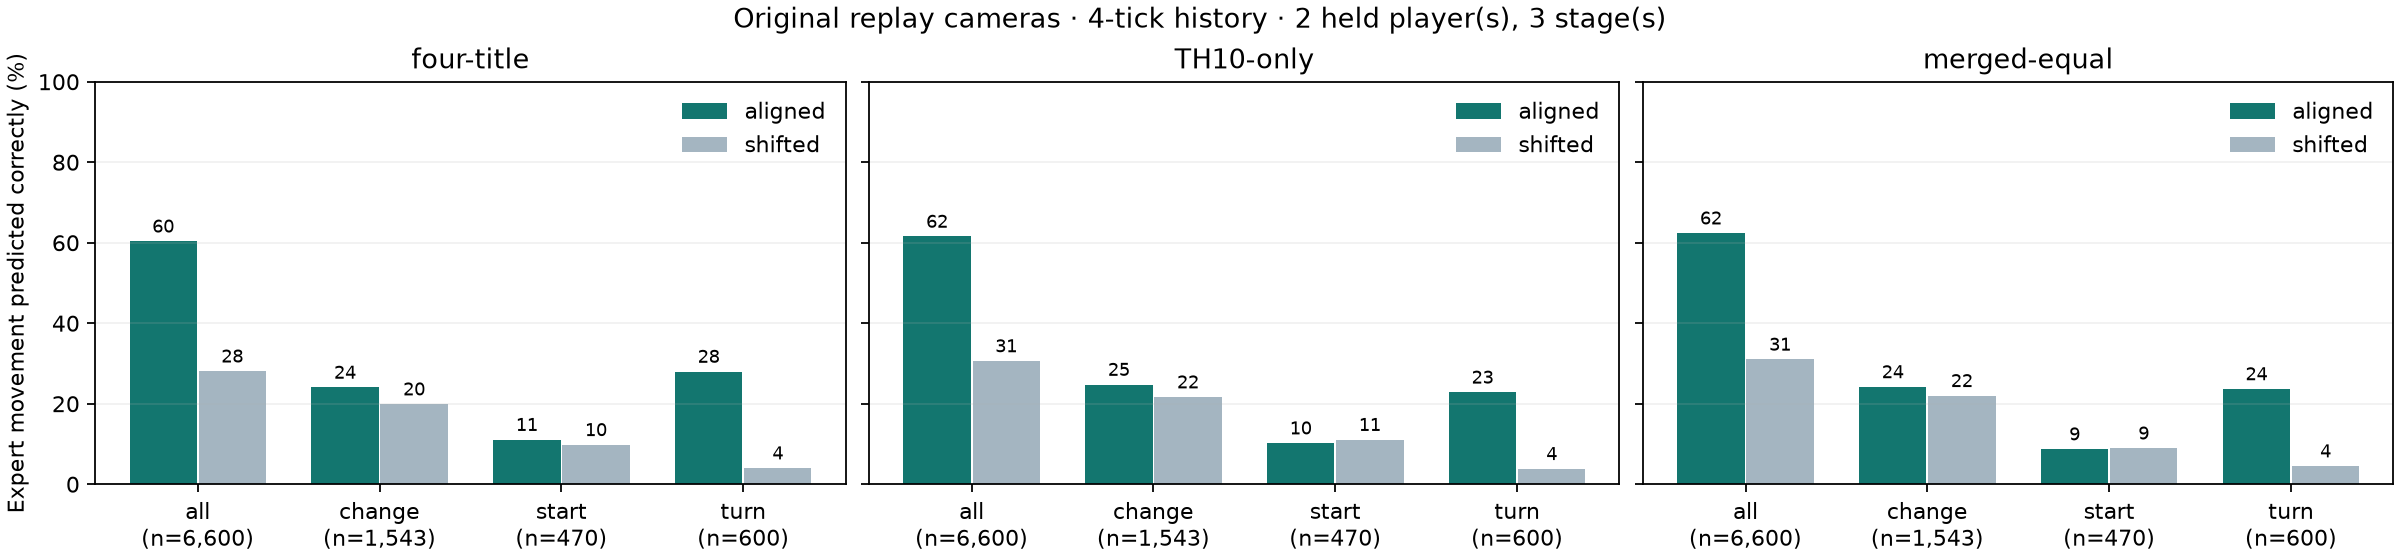 Original replay cameras · 4-tick history · 2 held player(s), 3 stage(s)
Expert movement predicted correctly (%)
four-title
100
80
60
40
20
0
aligned
shifted
60
28
24
20
11
10
28
4
all
(n=6,600)
change
(n=1,543)
start
(n=470)
turn
(n=600)
TH10-only
aligned
shifted
62
31
25
22
10
11
23
4
all
(n=6,600)
change
(n=1,543)
start
(n=470)
turn
(n=600)
merged-equal
aligned
shifted
62
31
24
22
9
9
24
4
all
(n=6,600)
change
(n=1,543)
start
(n=470)
turn
(n=600)